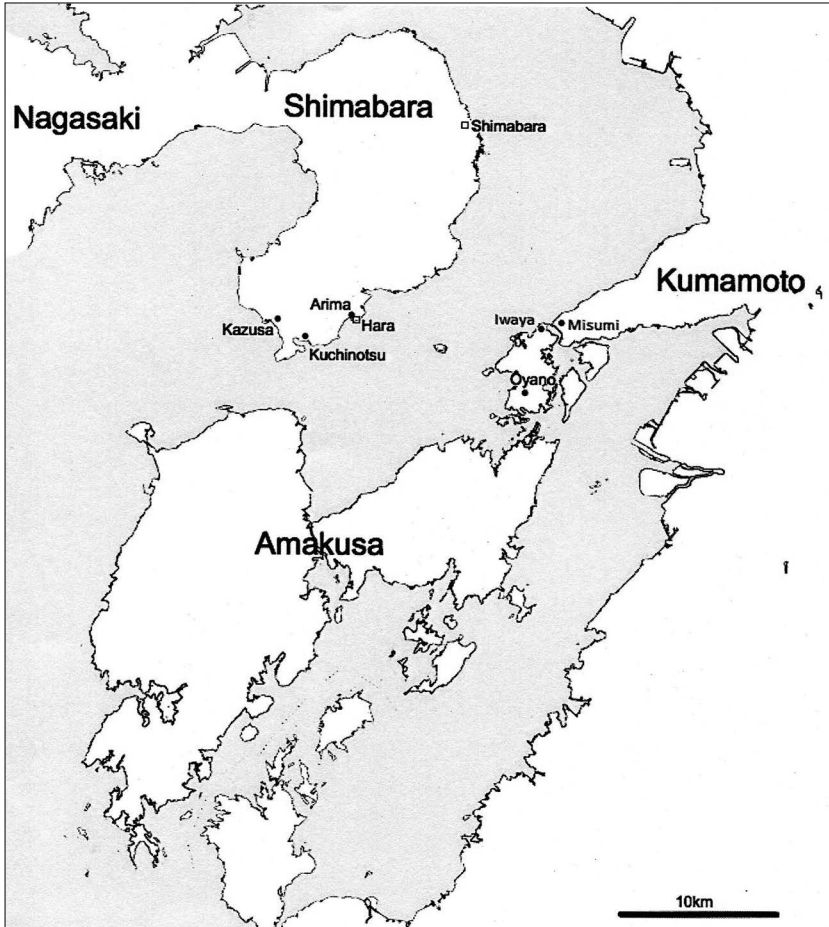 Shimabara
Nagasaki
Shimabara
Kumamoto
Arima
Hara
Kazusa
Kuchinotsu
Iwaya
Misumi
Oyano
Amakusa
10km